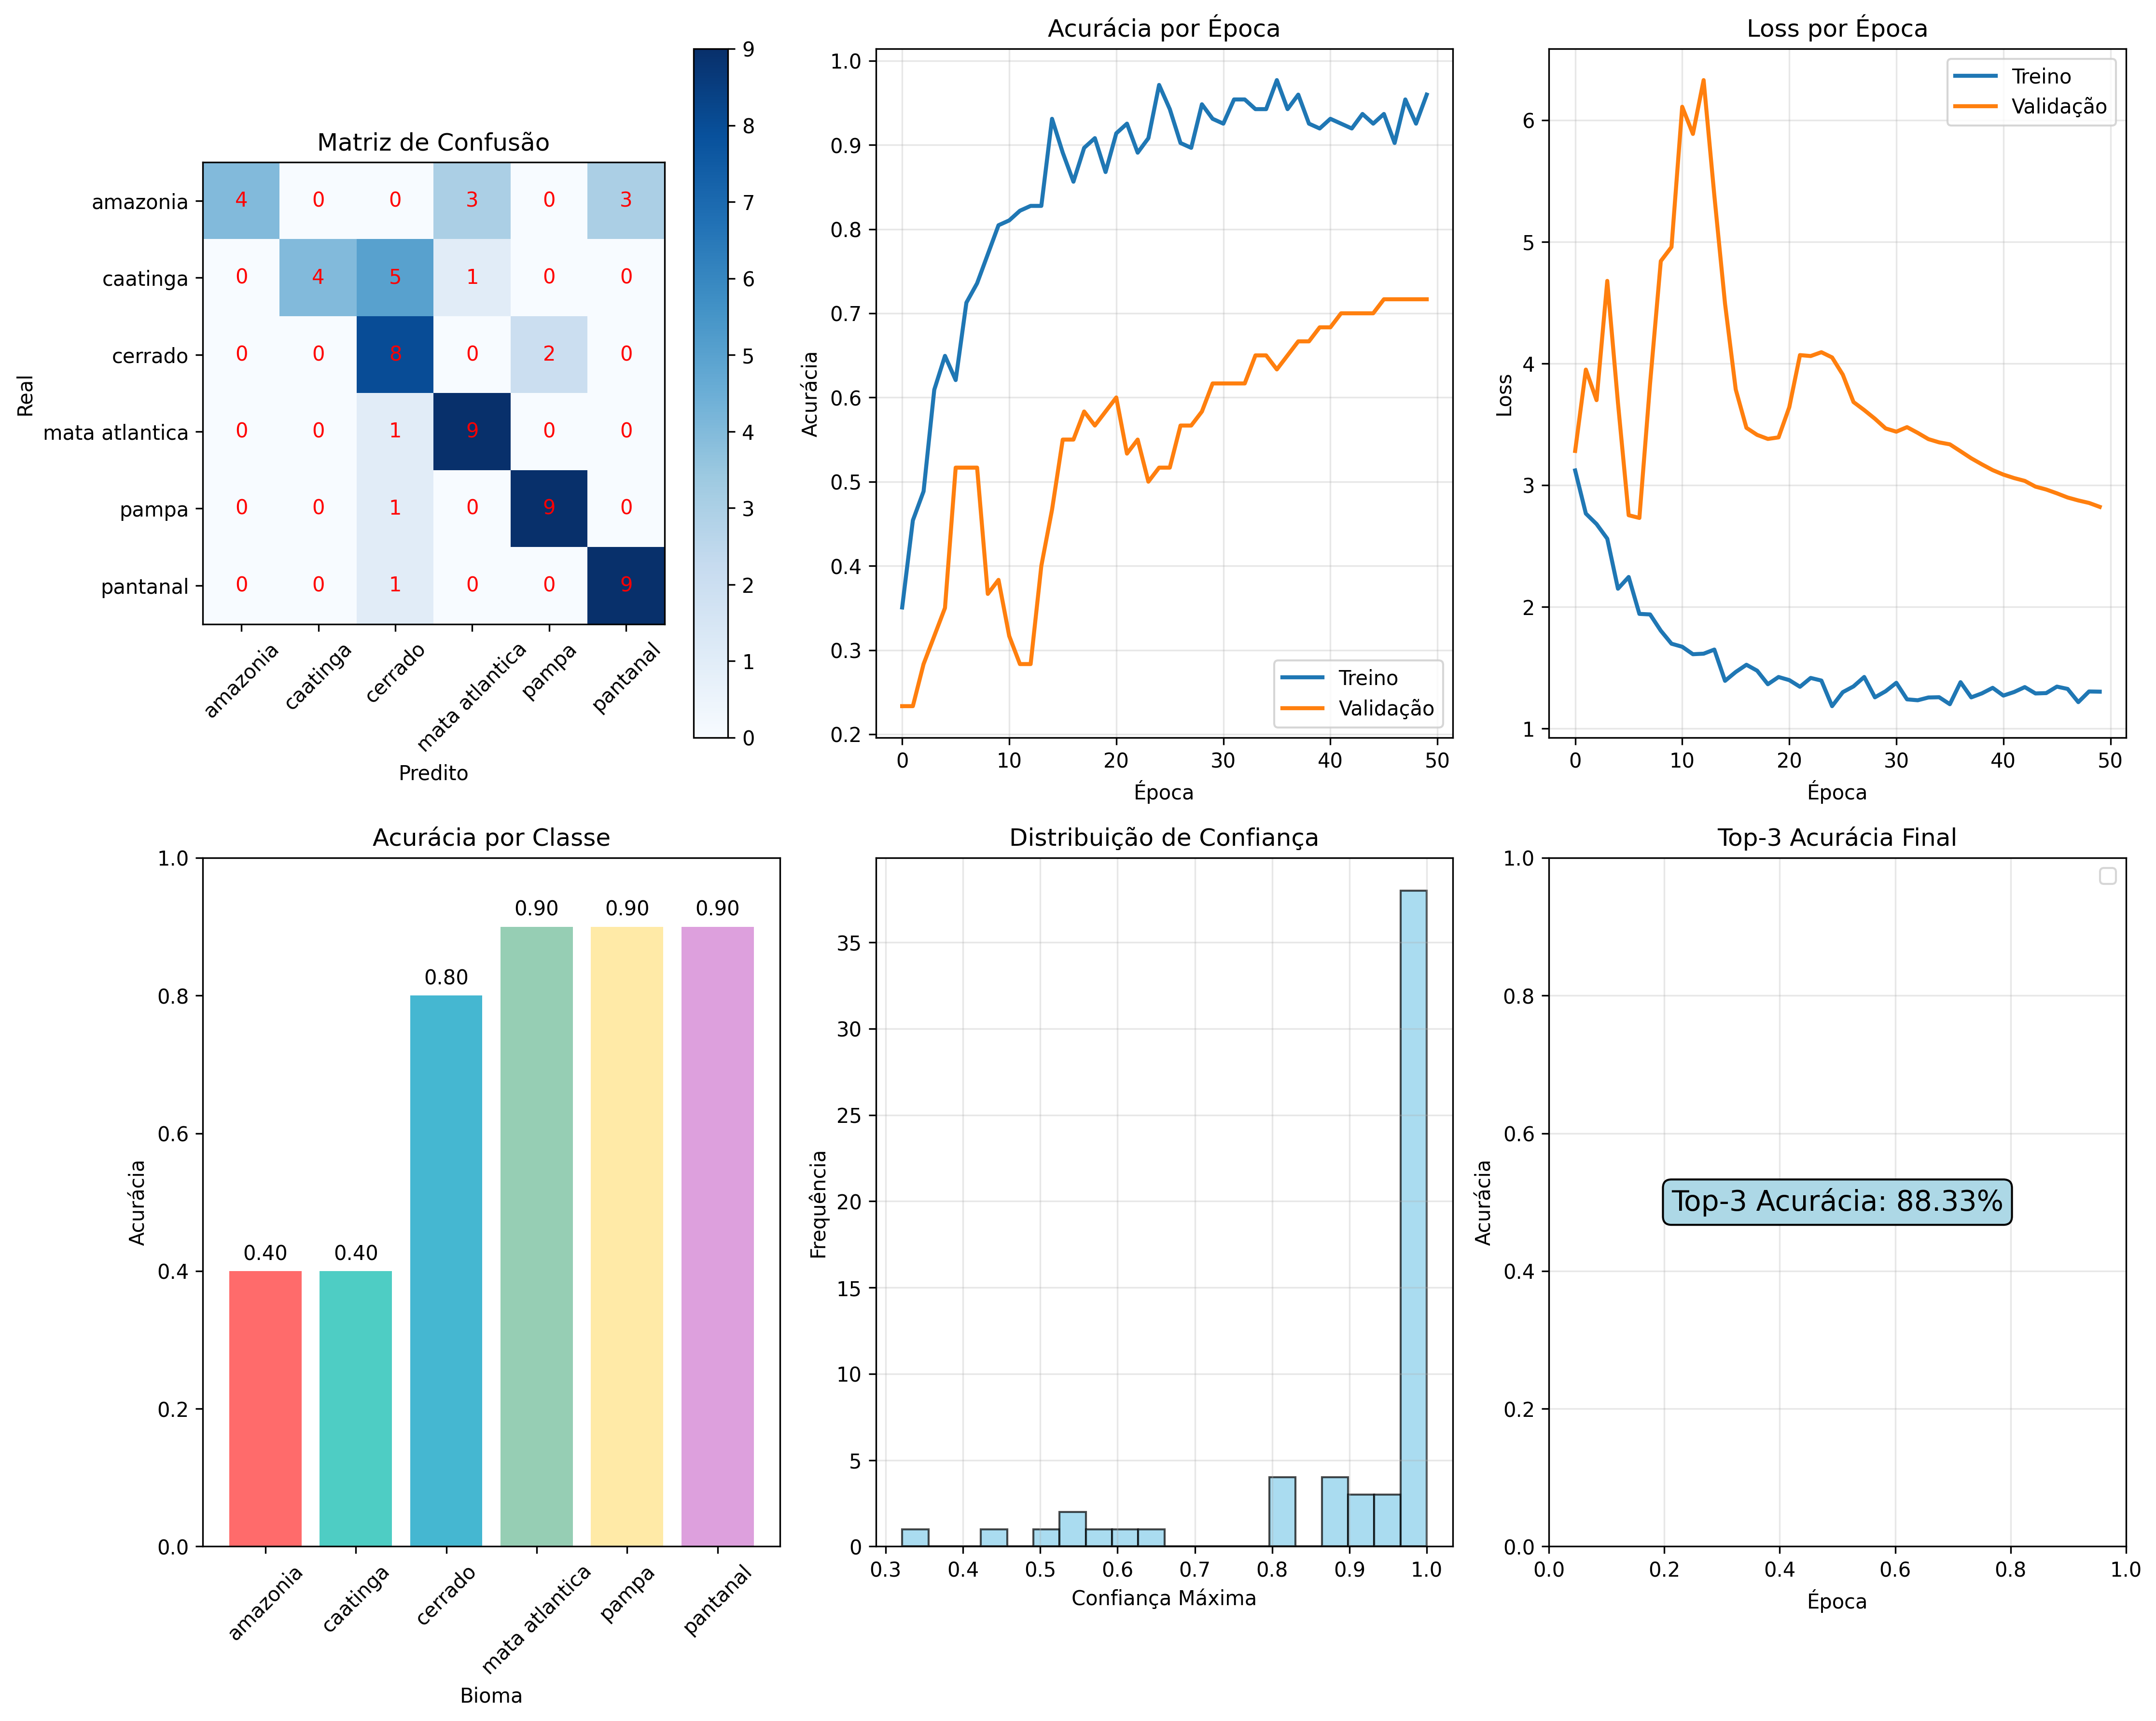 Matriz de Confusão
Real
amazonia
caatinga
cerrado
mata atlantica
pampa
pantanal
4 0 0 3 0 3
0 4 5 1 0 0
0 0 8 0 2 0
0 0 1 9 0 0
0 0 1 0 9 0
0 0 1 0 0 9
amazonia caatinga cerrado mata atlantica pampa pantanal
Predito
9
8
7
6
5
4
3
2
1
0
Acurácia por Época
Acurácia
1.0
0.9
0.8
0.7
0.6
0.5
0.4
0.3
0.2
Treino
Validação
0 10 20 30 40 50
Época
Loss por Época
Loss
6
5
4
3
2
1
Treino
Validação
0 10 20 30 40 50
Época
Acurácia por Classe
Acurácia
1.0
0.8
0.6
0.4
0.2
0.0
0.40 0.40 0.80 0.90 0.90 0.90
amazonia caatinga cerrado mata atlantica pampa pantanal
Bioma
Distribuição de Confiança
Frequência
35
30
25
20
15
10
5
0
0.3 0.4 0.5 0.6 0.7 0.8 0.9 1.0
Confiança Máxima
Top-3 Acurácia Final
Acurácia
1.0
0.8
0.6
0.4
0.2
0.0
Top-3 Acurácia: 88.33%
0.0 0.2 0.4 0.6 0.8 1.0
Época